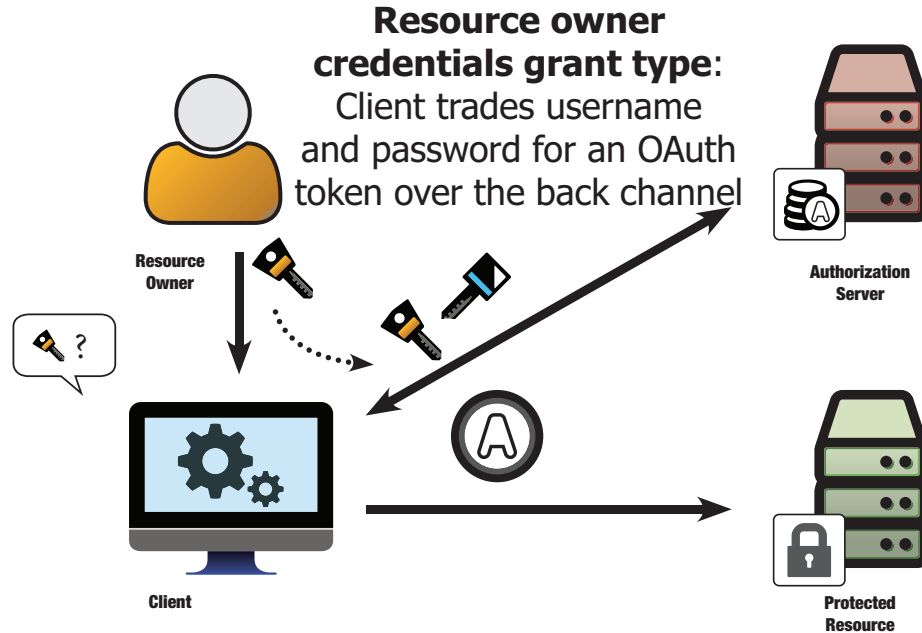 Resource owner
credentials grant type:
Client trades username
and password for an OAuth
token over the back channel
A
Resource
Owner
Authorization
Server
?
A
Client
Protected
Resource